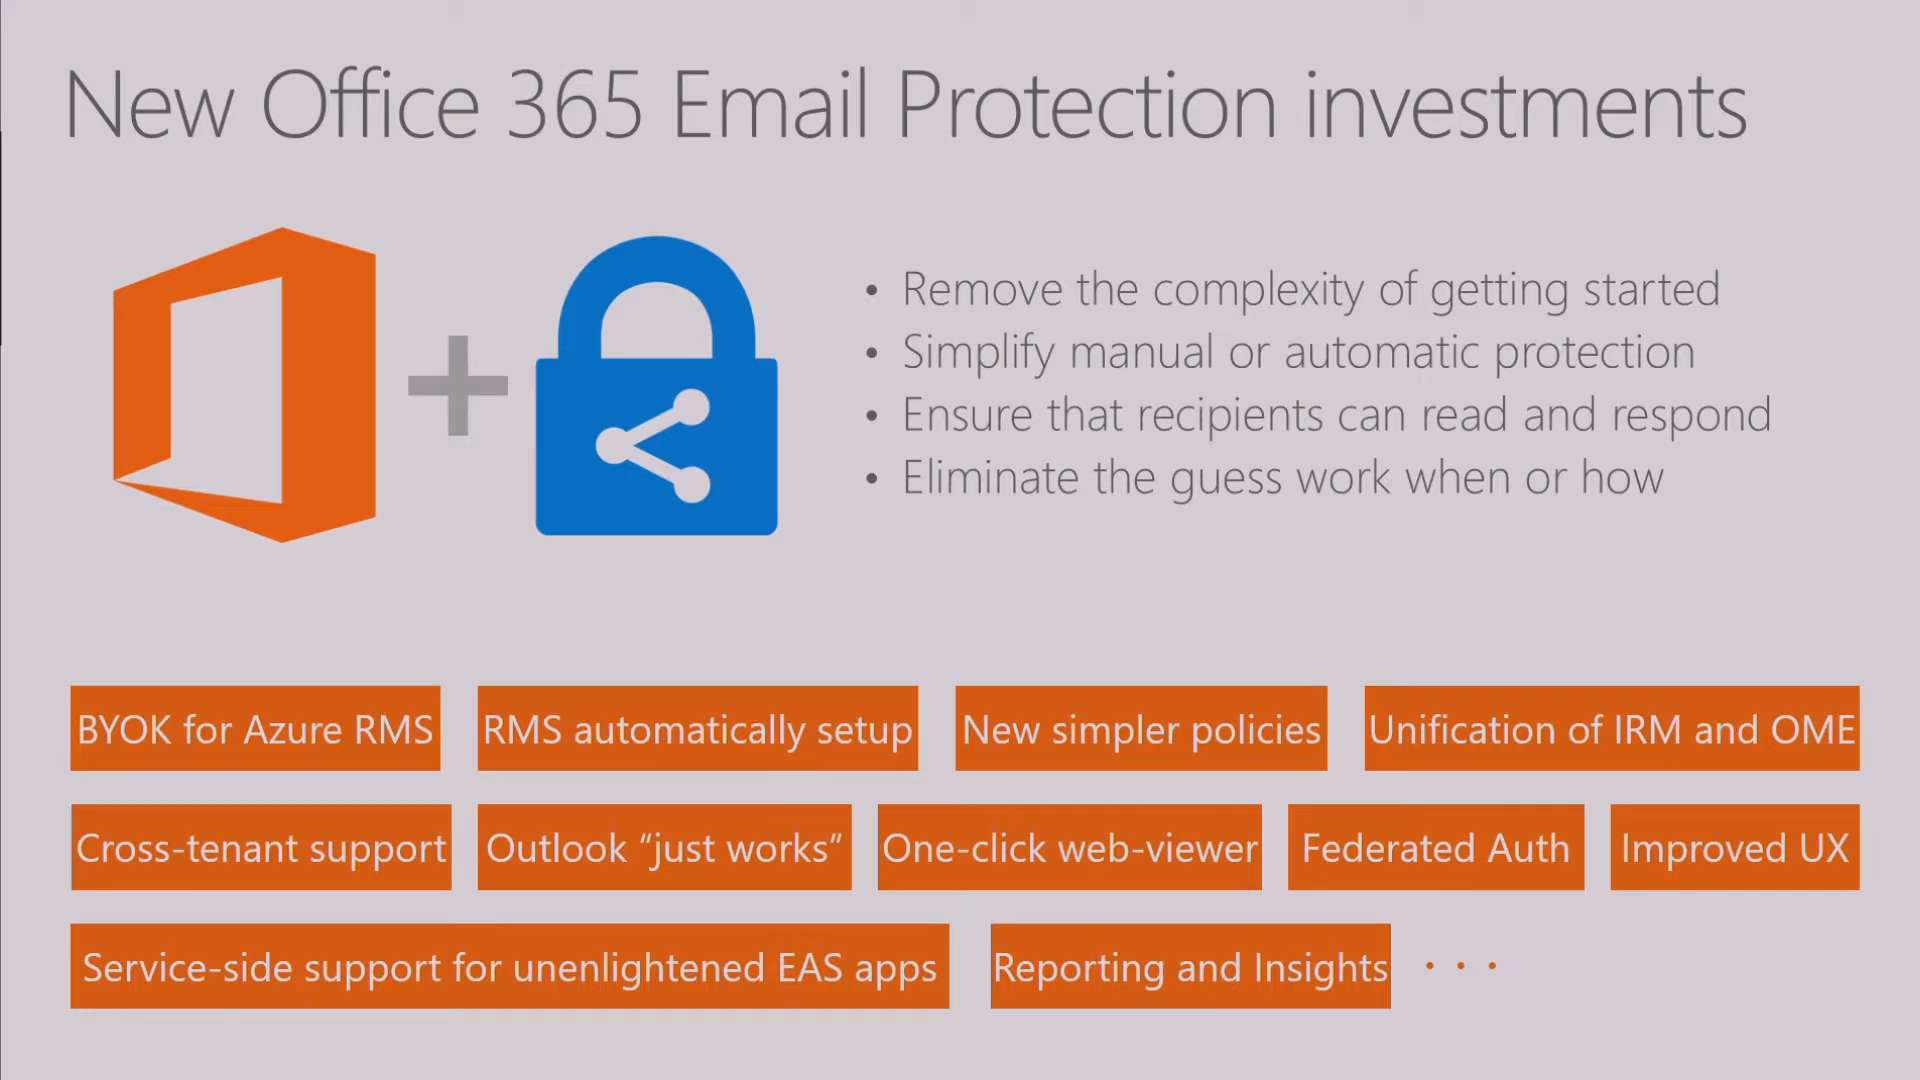 New Office 365 Email Protection investments
• Remove the complexity of getting started
• Simplify manual or automatic protection
• Ensure that recipients can read and respond
• Eliminate the guess work when or how
BYOK for Azure RMS
RMS automatically setup
New simpler policies
Unification of IRM and OME
Cross-tenant support
Outlook “just works”
One-click web-viewer
Federated Auth
Improved UX
Service-side support for unenlightened EAS apps
Reporting and Insights
. . .